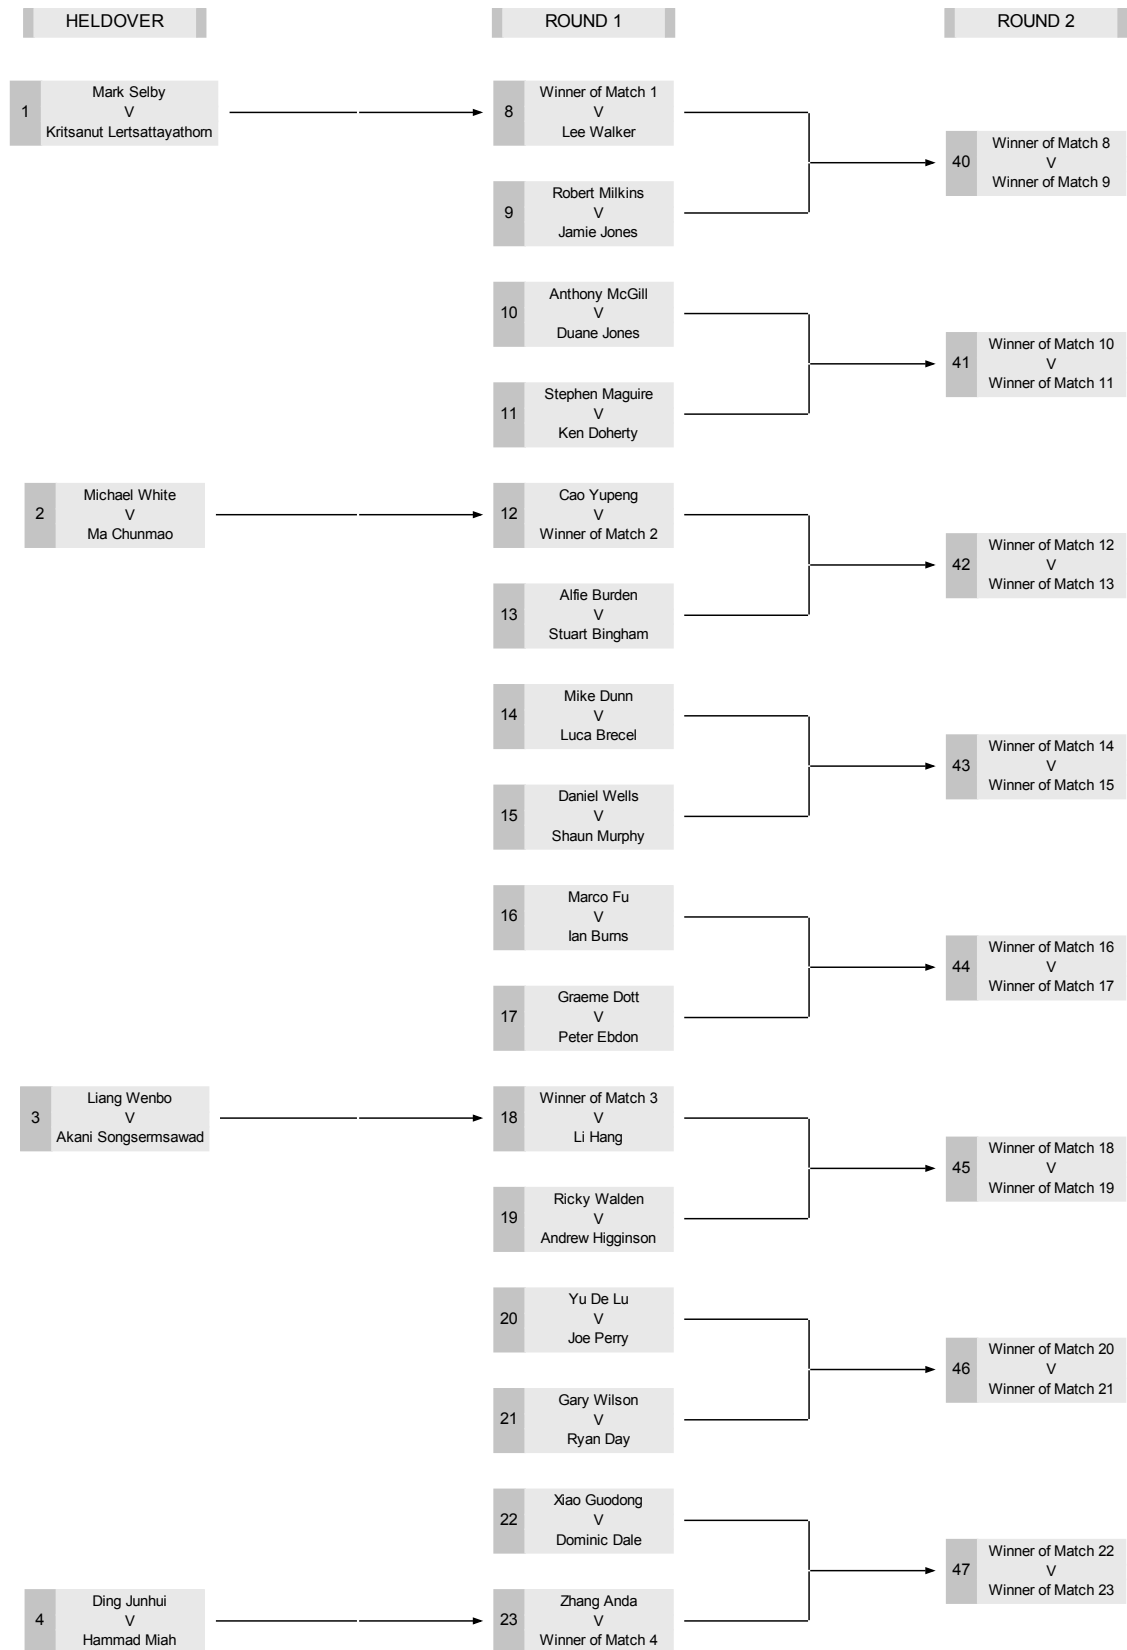 HELDOVER
ROUND 1
ROUND 2
1
Mark Selby
V
Kritsanut Lertsattayathorn
8
Winner of Match 1
V
Lee Walker
40
Winner of Match 8
V
Winner of Match 9
9
Robert Milkins
V
Jamie Jones
10
Anthony McGill
V
Duane Jones
41
Winner of Match 10
V
Winner of Match 11
11
Stephen Maguire
V
Ken Doherty
2
Michael White
V
Ma Chunmao
12
Cao Yupeng
V
Winner of Match 2
42
Winner of Match 12
V
Winner of Match 13
13
Alfie Burden
V
Stuart Bingham
14
Mike Dunn
V
Luca Brecel
43
Winner of Match 14
V
Winner of Match 15
15
Daniel Wells
V
Shaun Murphy
16
Marco Fu
V
Ian Burns
44
Winner of Match 16
V
Winner of Match 17
17
Graeme Dott
V
Peter Ebdon
3
Liang Wenbo
V
Akani Songsermsawad
18
Winner of Match 3
V
Li Hang
45
Winner of Match 18
V
Winner of Match 19
19
Ricky Walden
V
Andrew Higginson
20
Yu De Lu
V
Joe Perry
46
Winner of Match 20
V
Winner of Match 21
21
Gary Wilson
V
Ryan Day
22
Xiao Guodong
V
Dominic Dale
47
Winner of Match 22
V
Winner of Match 23
4
Ding Junhui
V
Hammad Miah
23
Zhang Anda
V
Winner of Match 4